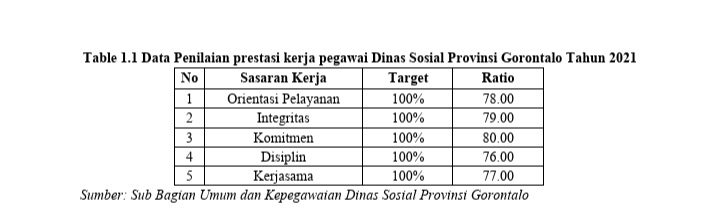 Table 1.1 Data Penilaian prestasi kerja pegawai Dinas Sosial Provinsi Gorontalo Tahun 2021
No Sasaran Kerja Target Ratio
1 Orientasi Pelayanan 100% 78.00
2 Integritas 100% 79.00
3 Komitmen 100% 80.00
4 Disiplin 100% 76.00
5 Kerjasama 100% 77.00
Sumber: Sub Bagian Umum dan Kepegawaian Dinas Sosial Provinsi Gorontalo